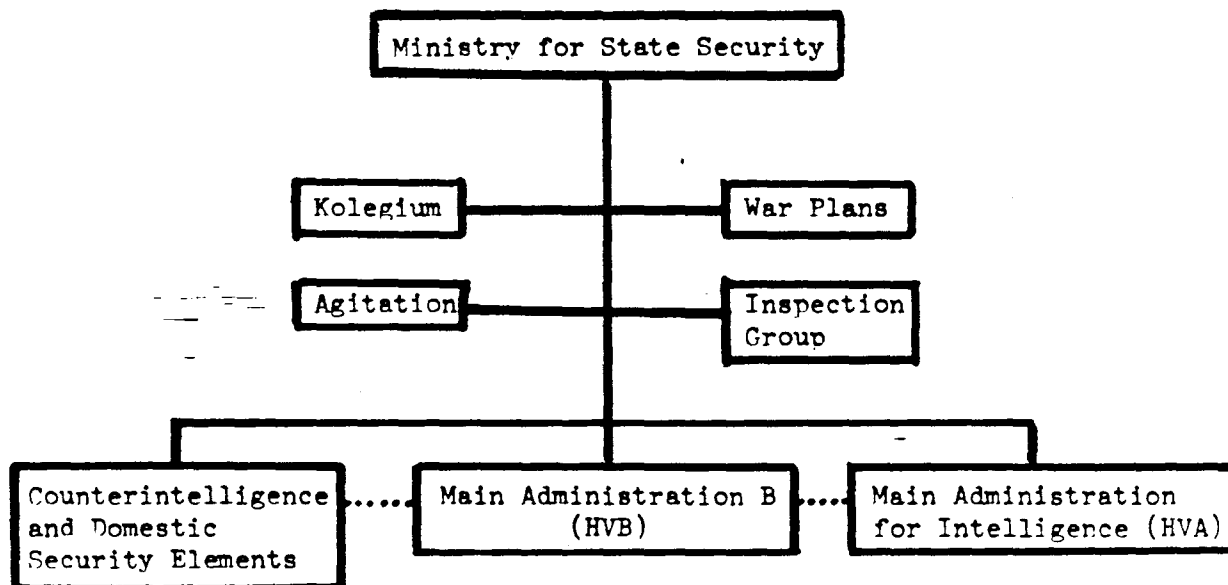 Ministry for State Security
Kolegium
War Plans
Agitation
Inspection
Group
Counterintelligence
and Domestic
Security Elements
Main Administration B
(HVB)
Main Administration
for Intelligence (HVA)